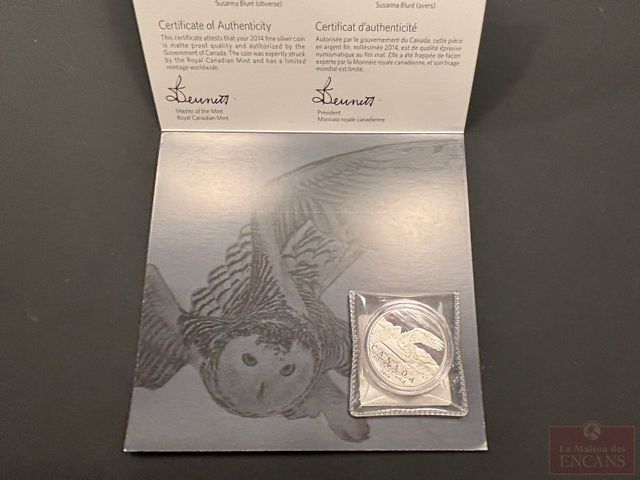 Susanna Blunt (obverse)
Certificate of Authenticity
This certificate attests that your 2014 fine silver coin
is matte proof quality and authorized by the
Government of Canada. The coin was expertly struck
by the Royal Canadian Mint and has a limited
mintage worldwide.
Bennett
Master of the Mint
Royal Canadian Mint
Susanna Blunt (avers)
Certificat d'authenticité
Autorisée par le gouvernement du Canada, cette pièce
en argent fin, millésimée 2014, est de qualité épreuve
numismatique au fini mat. Elle a été frappée de façon
experte par la Monnaie royale canadienne, et son tirage
mondial est limité.
Bennett
Président
Monnaie royale canadienne
CANADA
La Maison des
ENCANS